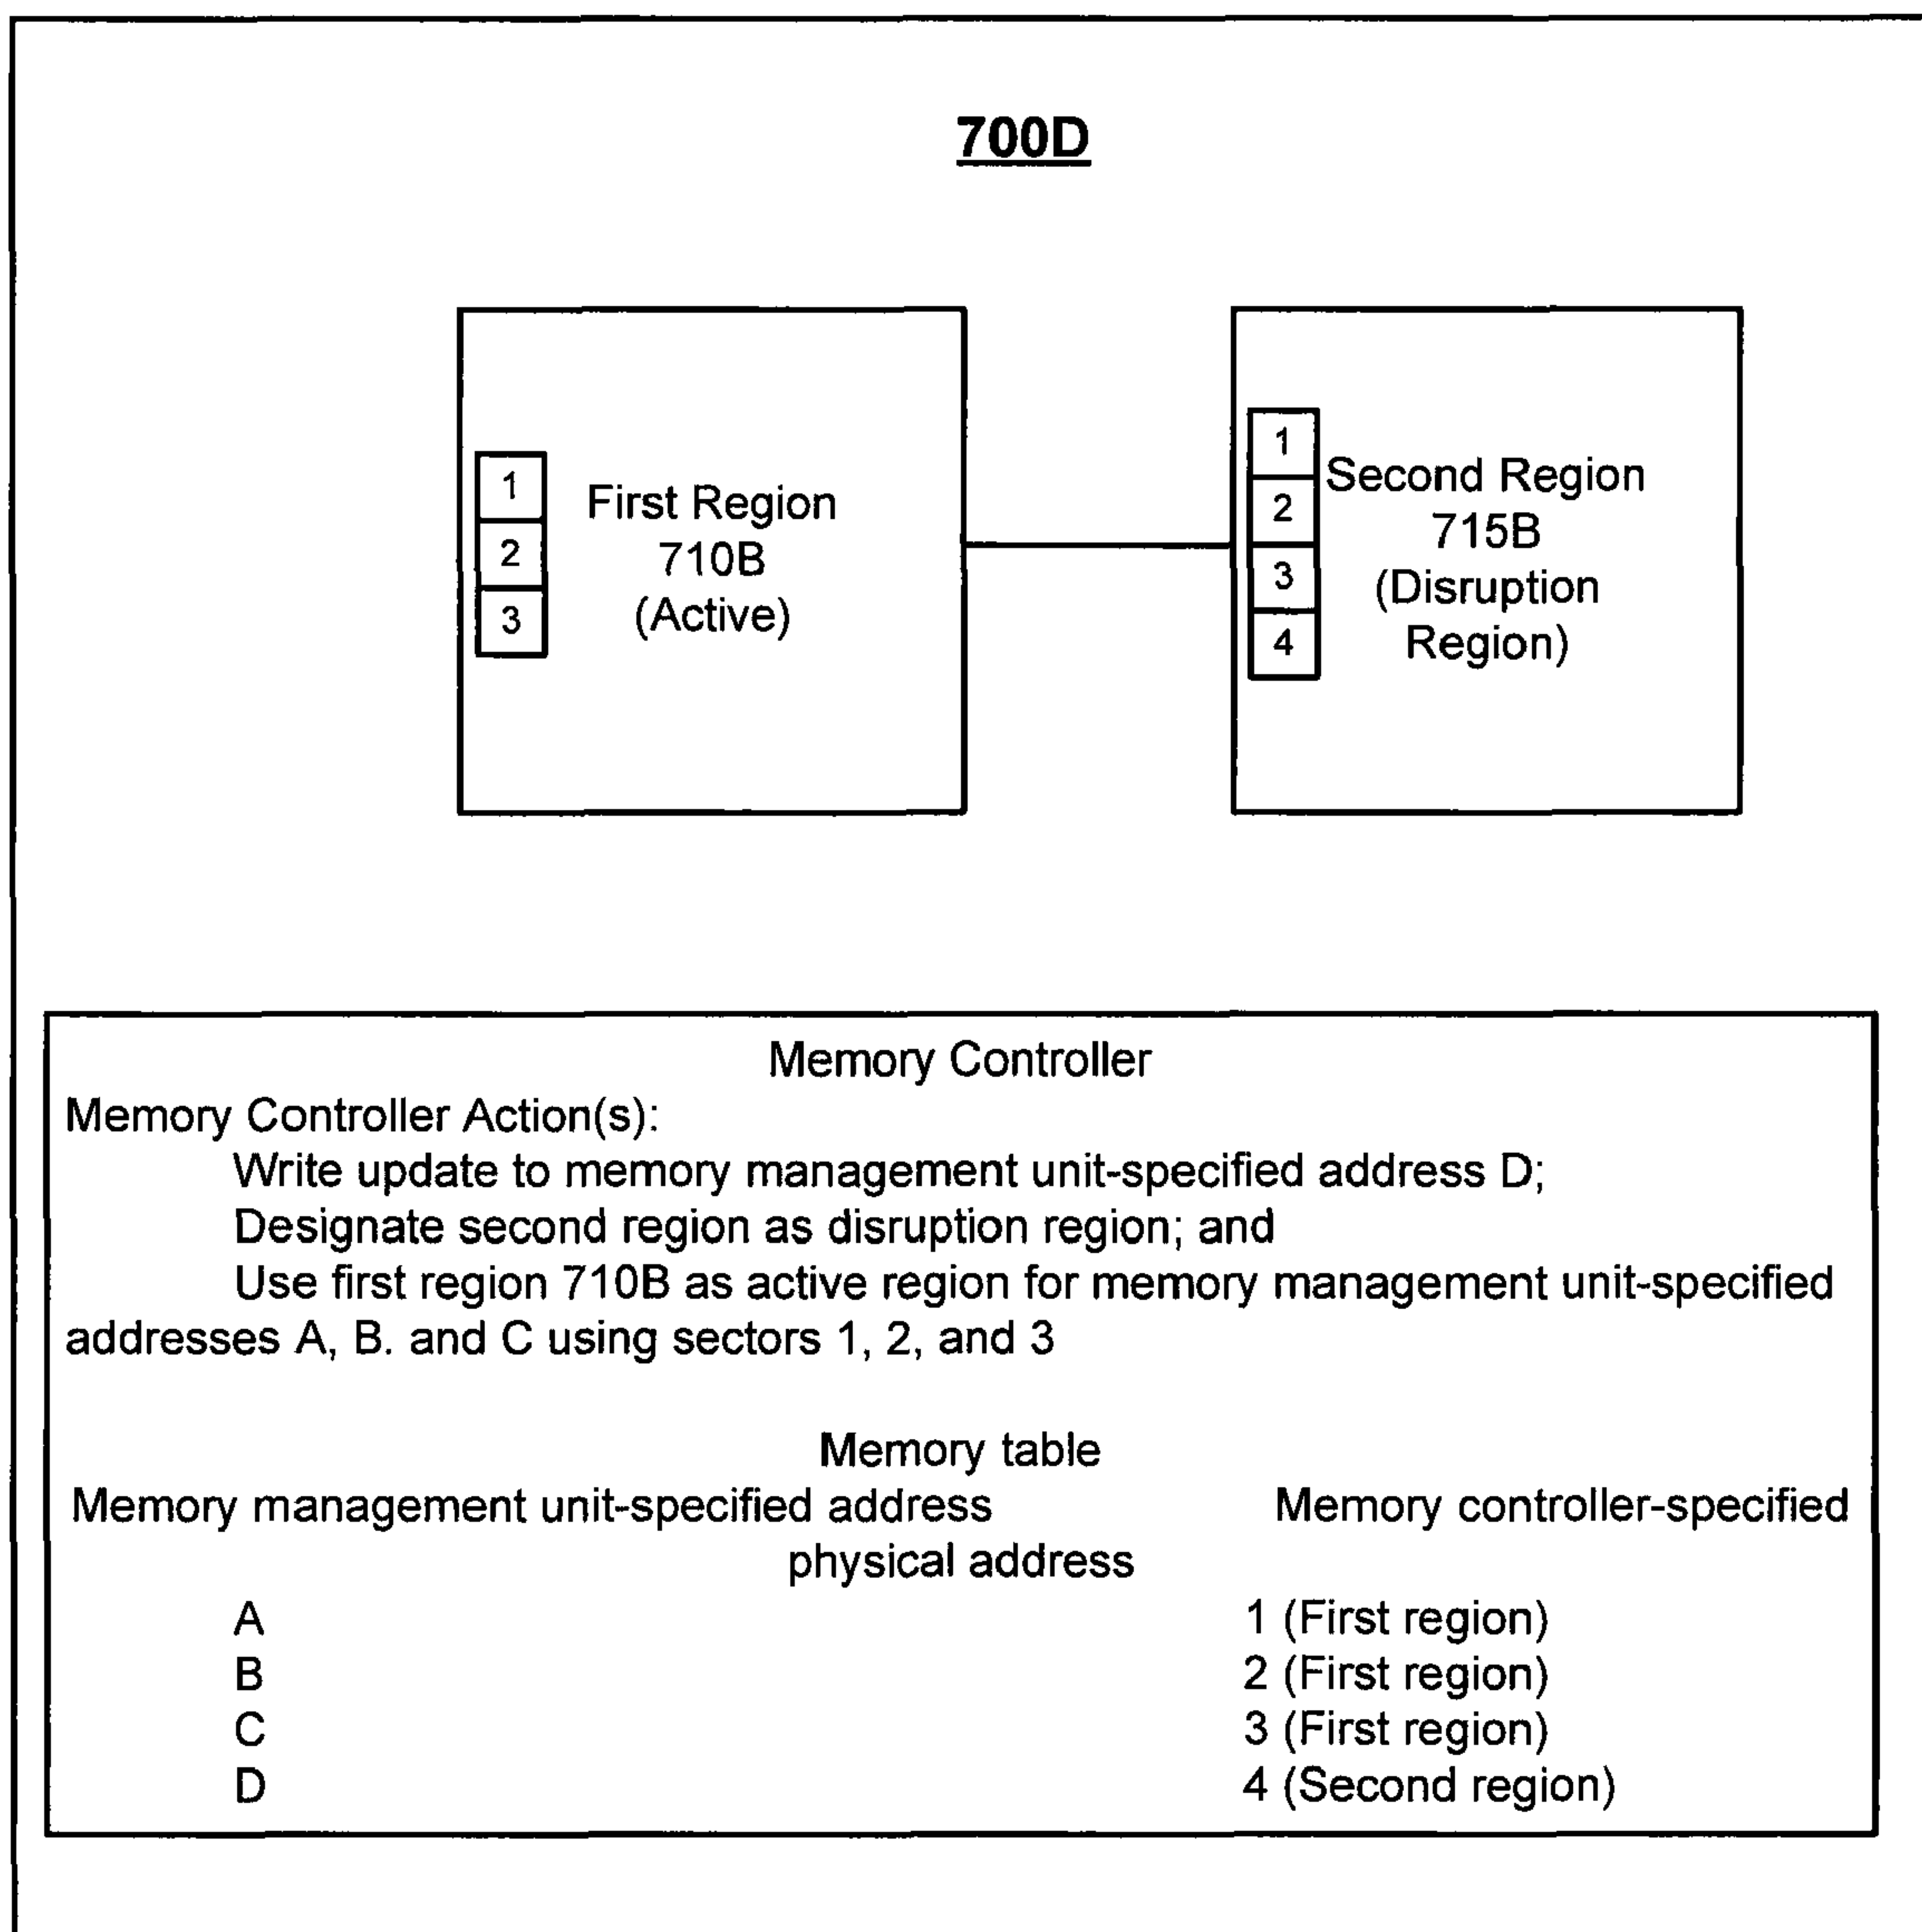 700D
1
2
3
First Region
710B
(Active)
1
2
3
4
Second Region
715B
(Disruption
Region)
Memory Controller
Memory Controller Action(s):
Write update to memory management unit-specified address D;
Designate second region as disruption region; and
Use first region 710B as active region for memory management unit-specified
addresses A, B. and C using sectors 1, 2, and 3
Memory table
Memory management unit-specified address Memory controller-specified
physical address
A 1 (First region)
B 2 (First region)
C 3 (First region)
D 4 (Second region)